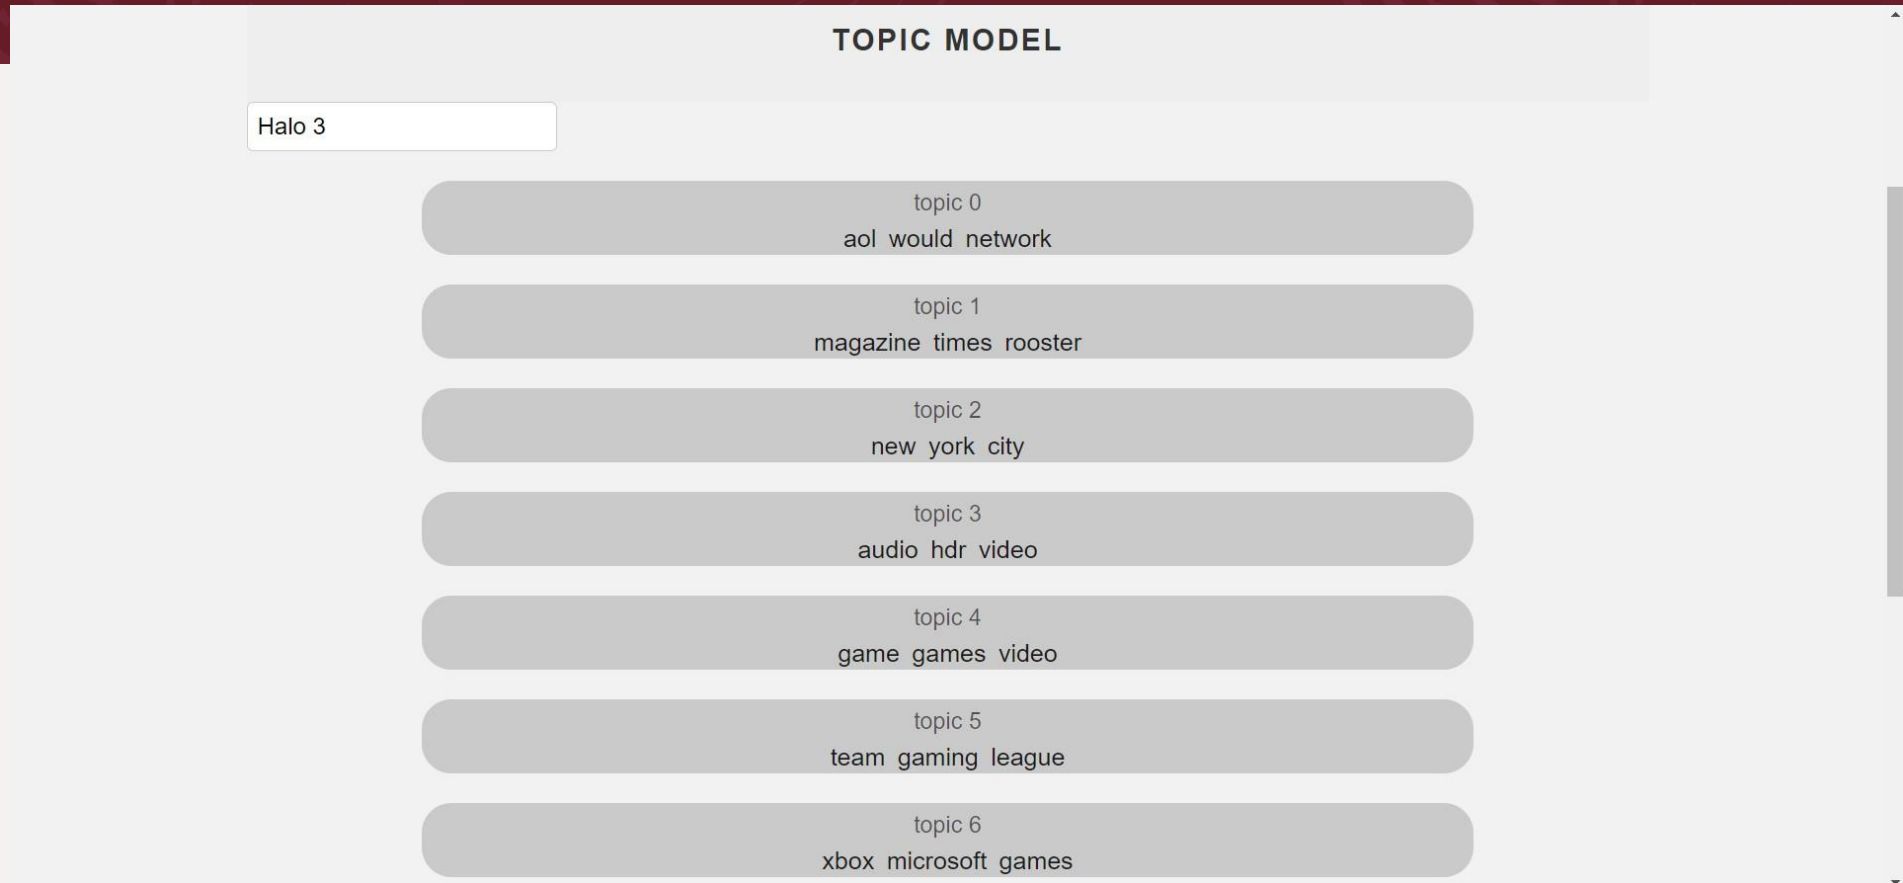 TOPIC MODEL
Halo 3
topic 0
aol would network
topic 1
magazine times rooster
topic 2
new york city
topic 3
audio hdr video
topic 4
game games video
topic 5
team gaming league
topic 6
xbox microsoft games